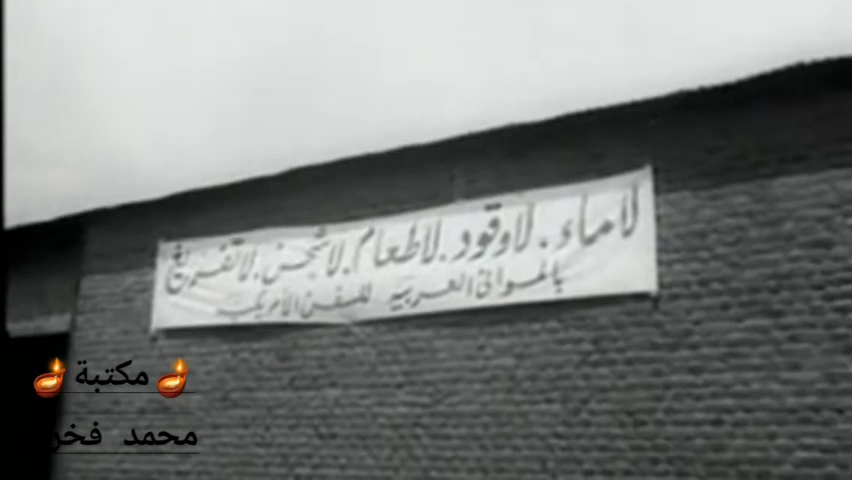 لا ماء. لا وقود. لا طعام. لا شحن. لا تفريغ
بالموانئ العربية للسفن الأمريكية
مكتبة
محمد فخر